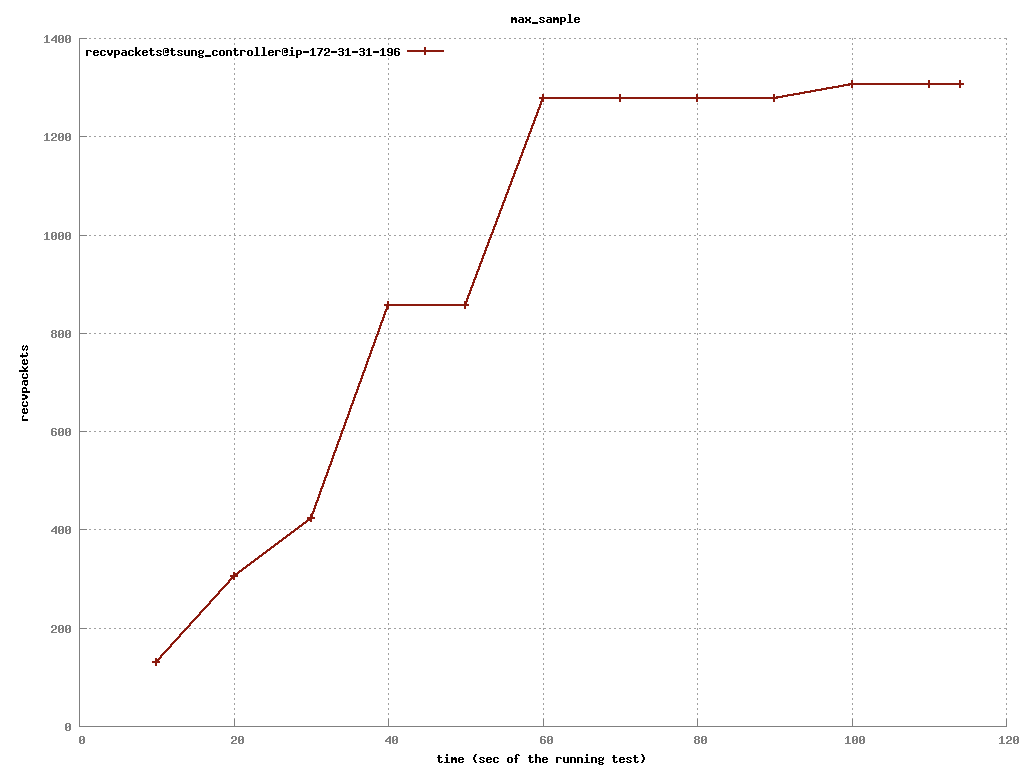 max_sample
recvpackets@tsung_controller@ip-172-31-31-196
1400
1200
1000
800
600
400
200
0
recvpackets
0 20 40 60 80 100 120
time (sec of the running test)